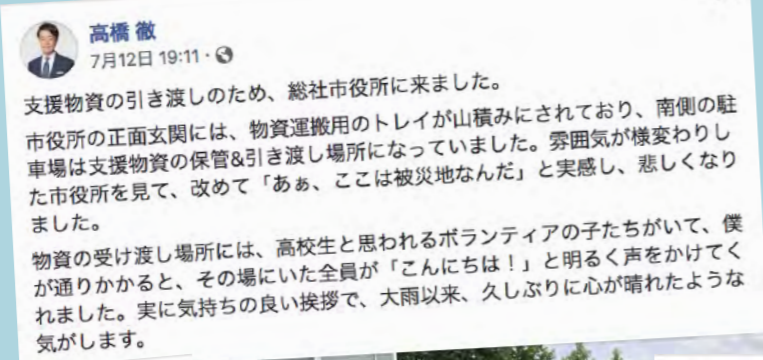 高橋 徹
7月12日 19:11・
支援物資の引き渡しのため、総社市役所に来ました。
市役所の正面玄関には、物資運搬用のトレイが山積みにされており、南側の駐
車場は支援物資の保管&引き渡し場所になっていました。雰囲気が様変わりし
た市役所を見て、改めて「あぁ、ここは被災地なんだ」と実感し、悲しくなり
ました。
物資の受け渡し場所には、高校生と思われるボランティアの子たちがいて、僕
が通りかかると、その場にいた全員が「こんにちは！」と明るく声をかけてく
れました。実に気持ちの良い挨拶で、大雨以来、久しぶりに心が晴れたような
気がします。